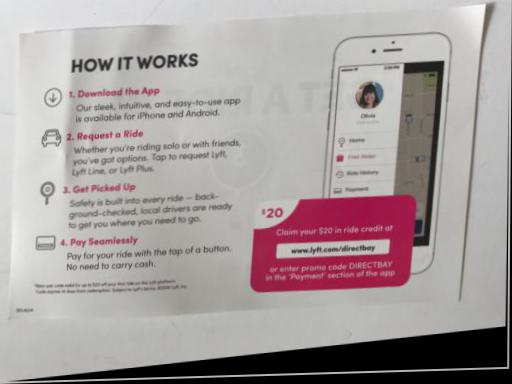 HOW IT WORKS
1. Download the App
Our sleek, intuitive, and easy-to-use app
is available for iPhone and Android.
2. Request a Ride
Whether you're riding solo or with friends,
you've got options. Tap to request Lyft,
Lyft Line, or Lyft Plus.
3. Get Picked Up
Safety is built into every ride — back-
ground-checked, local drivers are ready
to get you where you need to go.
4. Pay Seamlessly
Pay for your ride with the tap of a button.
No need to carry cash.
Olivia
Home
Free Rides
Ride History
Payment
$20
Claim your $20 in ride credit at
www.lyft.com/directbay
or enter promo code DIRECTBAY
in the 'Payment' section of the app